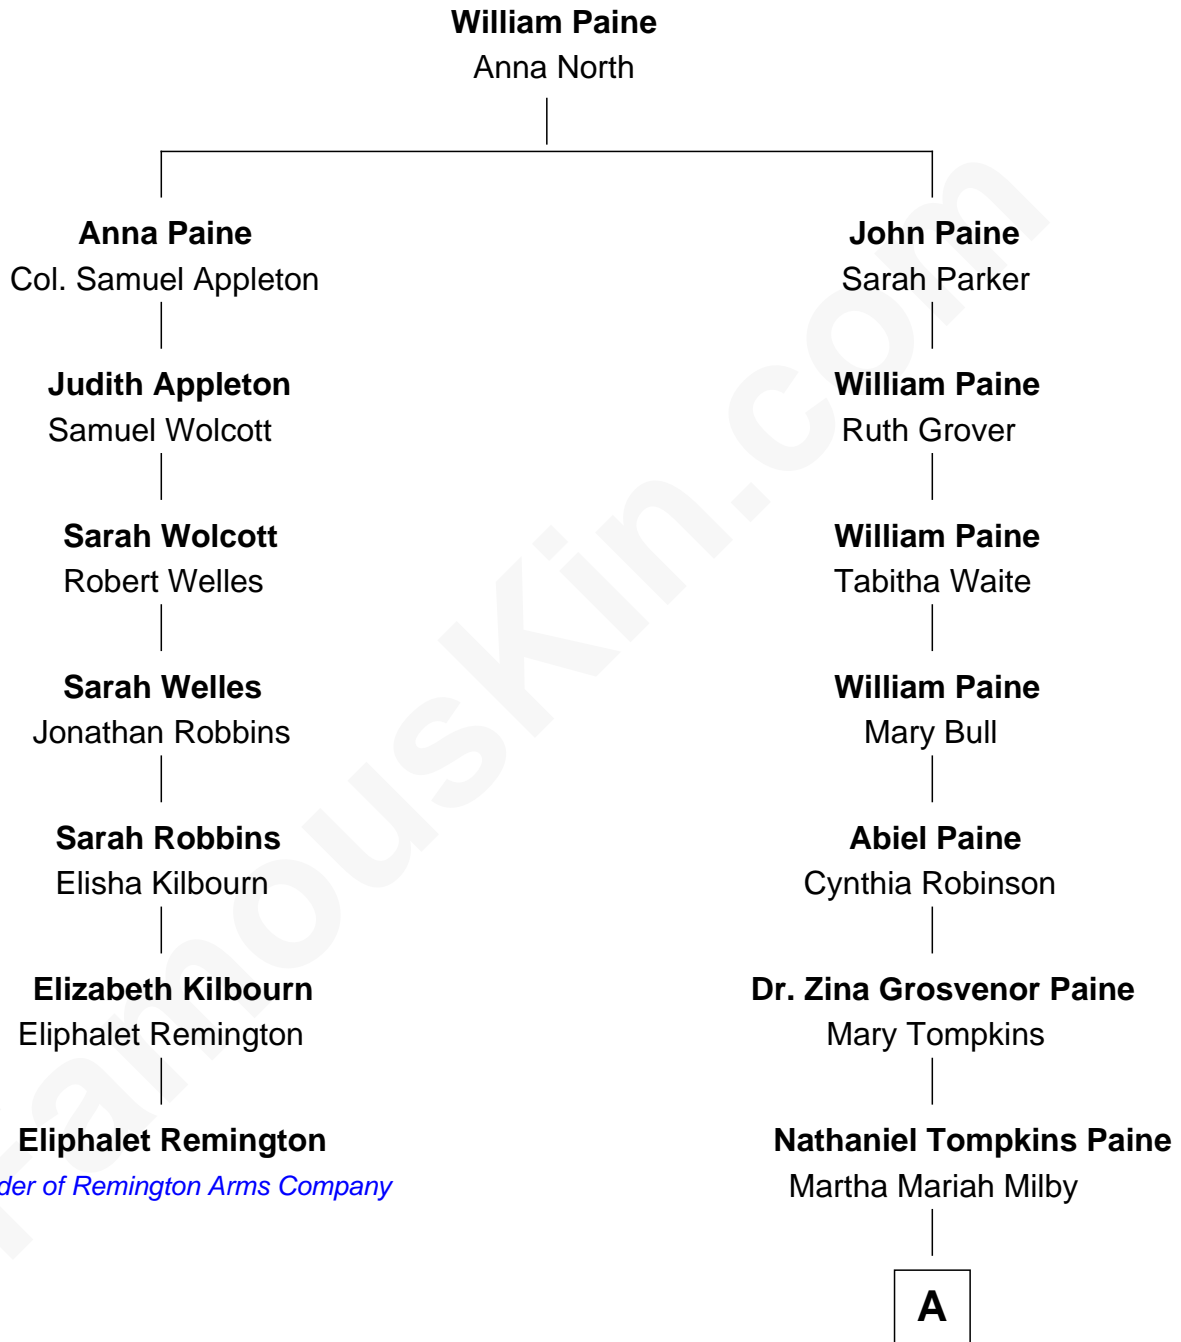 William Paine
Anna North
Anna Paine
Col. Samuel Appleton
John Paine
Sarah Parker
Judith Appleton
Samuel Wolcott
William Paine
Ruth Grover
Sarah Wolcott
Robert Welles
William Paine
Tabitha Waite
Sarah Welles
Jonathan Robbins
William Paine
Mary Bull
Sarah Robbins
Elisha Kilbourn
Abiel Paine
Cynthia Robinson
Elizabeth Kilbourn
Eliphalet Remington
Dr. Zina Grosvenor Paine
Mary Tompkins
Eliphalet Remington
of Remington Arms Company
Nathaniel Tompkins Paine
Martha Mariah Milby
A
FamousKin.com